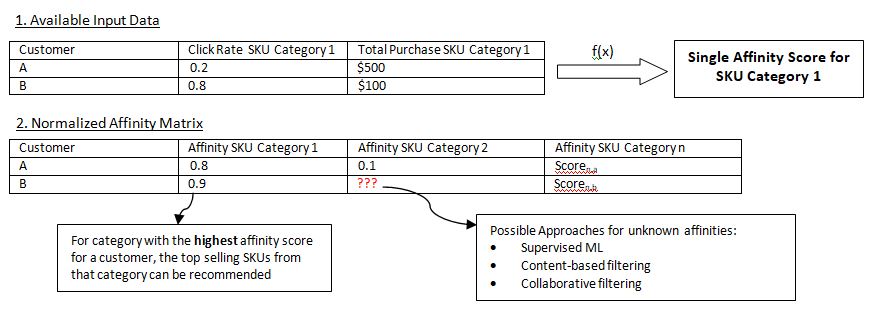 1. Available Input Data
Customer Click Rate SKU Category 1 Total Purchase SKU Category 1
A 0.2 $500
B 0.8 $100
f(x)
Single Affinity Score for
SKU Category 1
2. Normalized Affinity Matrix
Customer Affinity SKU Category 1 Affinity SKU Category 2 Affinity SKU Category n
A 0.8 0.1 Score n,a
B 0.9 ??? Score n,b
For category with the highest affinity score
for a customer, the top selling SKUs from
that category can be recommended
Possible Approaches for unknown affinities:
• Supervised ML
• Content-based filtering
• Collaborative filtering